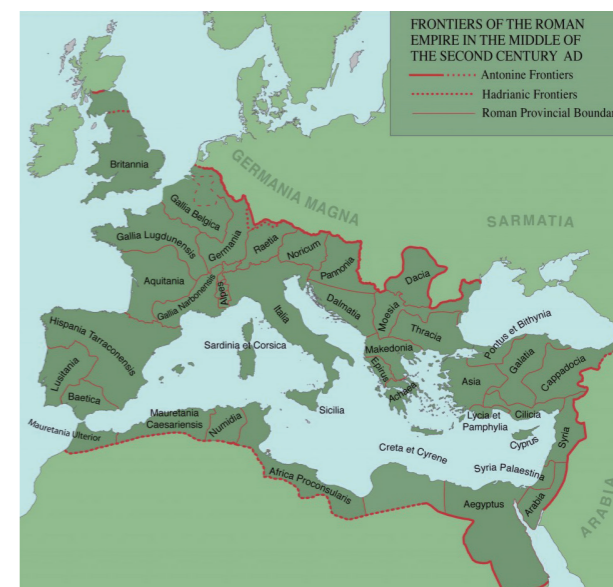 FRONTIERS OF THE ROMAN
EMPIRE IN THE MIDDLE OF
THE SECOND CENTURY AD
Antonine Frontiers
Hadrianic Frontiers
Roman Provincial Boundar
Britannia
GERMANIA MAGNA
SARMATIA
Gallia Belgica
Gallia Lugdunensis
Germania
Raetia
Noricum
Pannonia
Dacia
Aquitania
Gallia Narbonensis
Alpes
Italia
Dalmatia
Moesia
Thracia
Pontus et Bithynia
Hispania Tarraconensis
Lusitania
Baetica
Sardinia et Corsica
Makedonia
Epirus
Achaea
Asia
Galatia
Cappadocia
Sicilia
Lycia et
Pamphylia
Cilicia
Cyprus
Syria
Mauretania Ulterior
Mauretania
Caesariensis
Numidia
Creta et Cyrene
Syria Palaestina
Africa Proconsularis
Aegyptus
Arabia
ARABIA